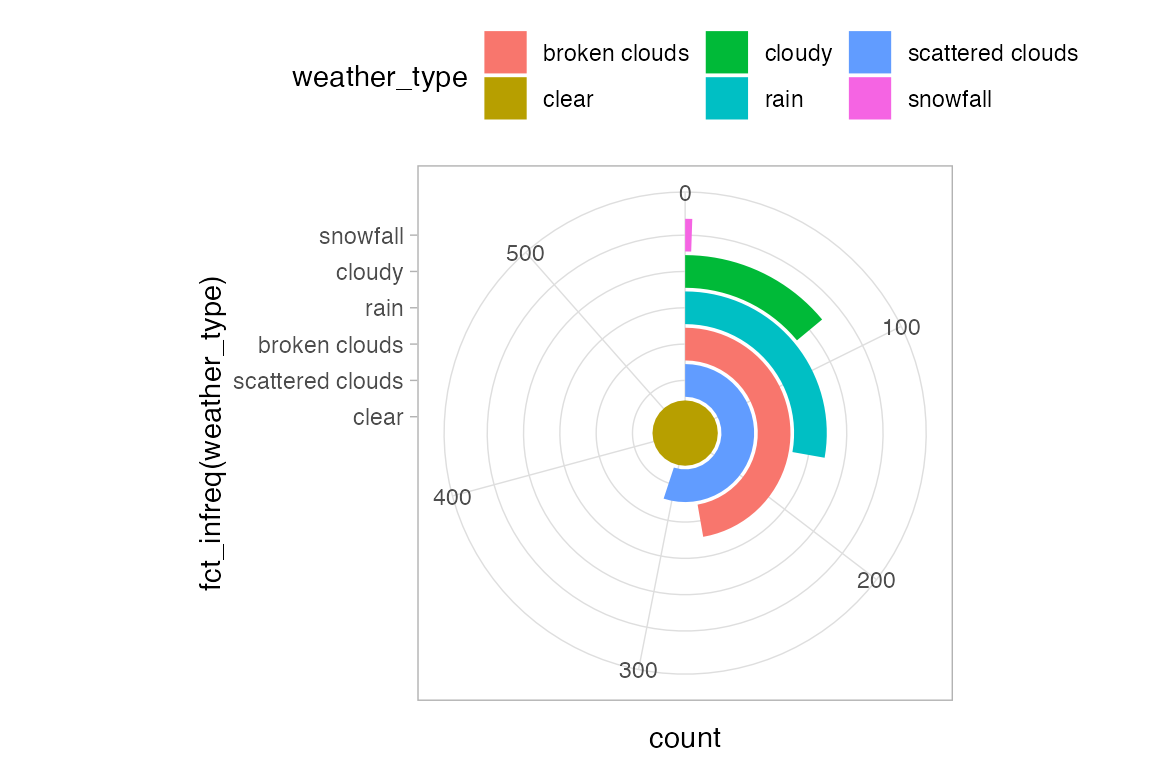 weather_type
broken clouds
cloudy
scattered clouds
clear
rain
snowfall
0
100
200
300
400
500
snowfall
cloudy
rain
broken clouds
scattered clouds
clear
fct_infreq(weather_type)
count